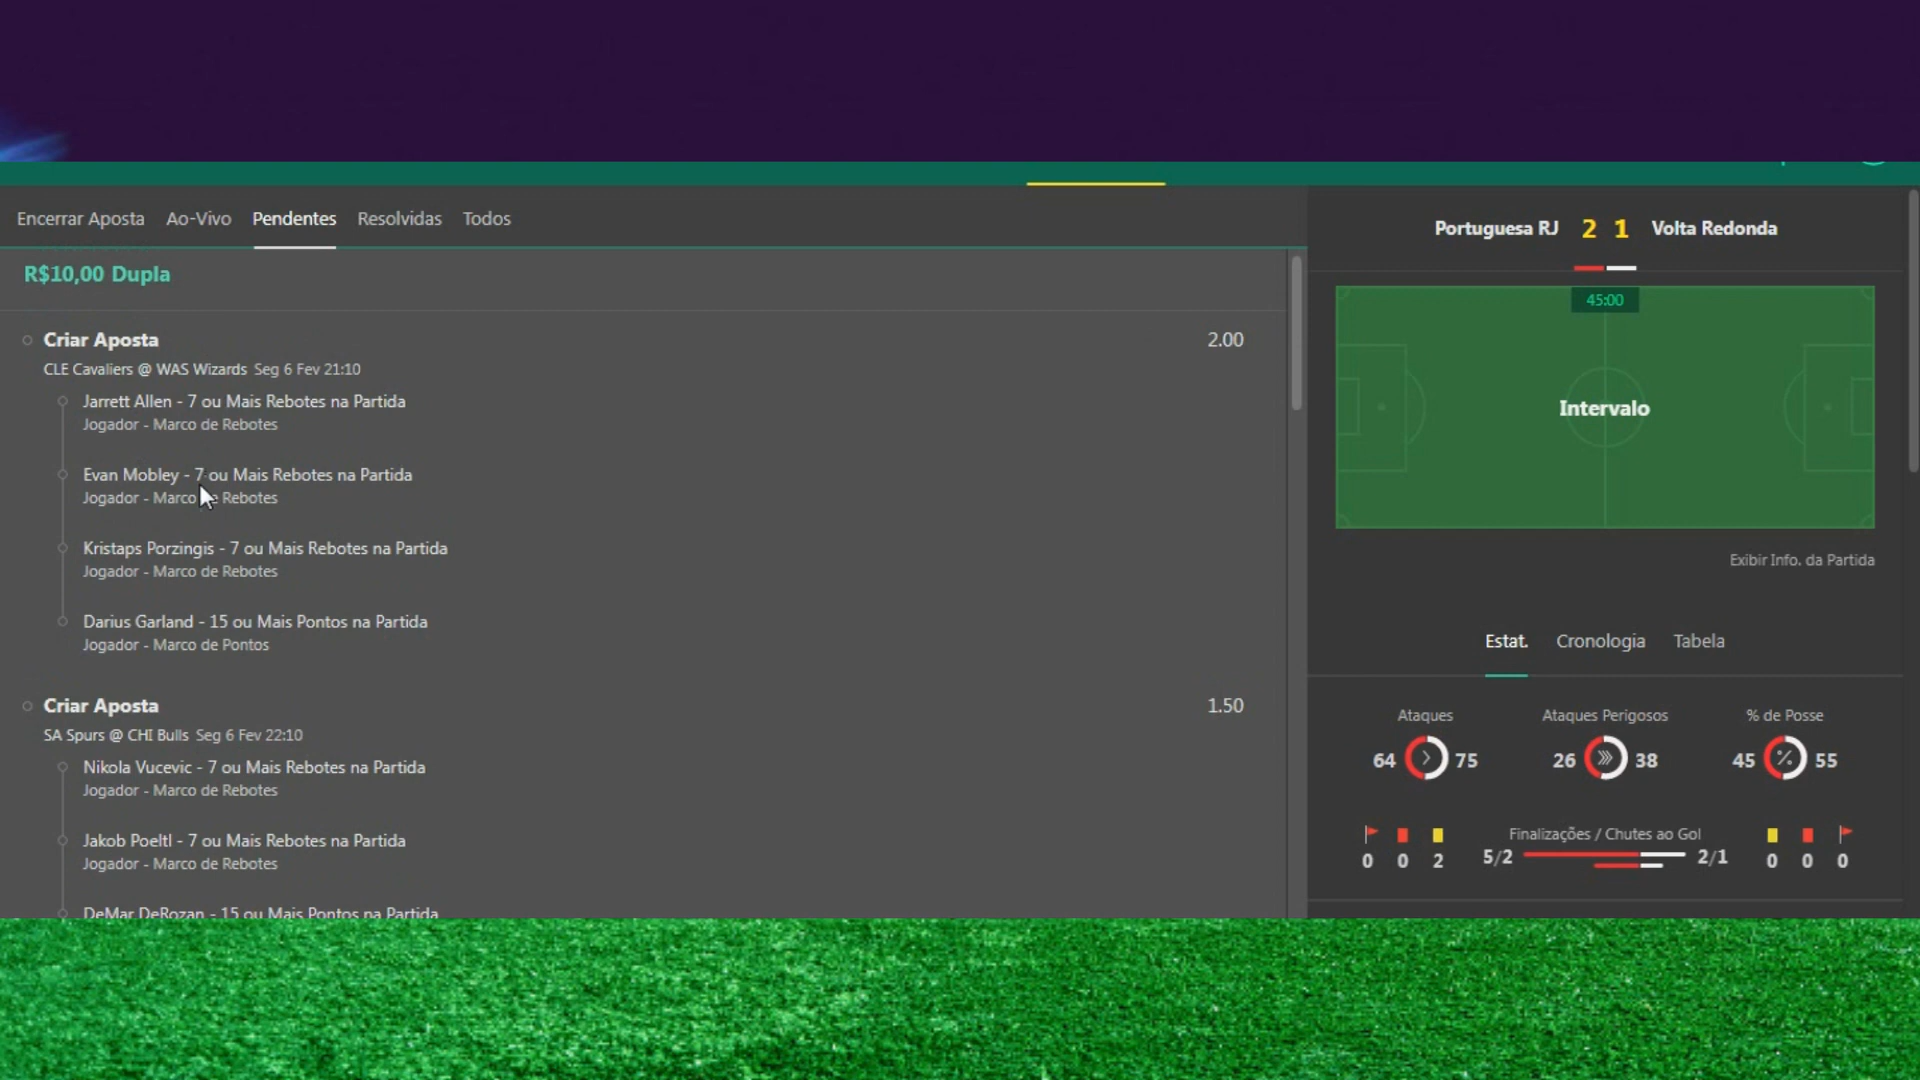 Encerrar Aposta Ao-Vivo Pendentes Resolvidas Todos
R$10,00 Dupla
Criar Aposta 2.00
CLE Cavaliers @ WAS Wizards Seg 6 Fev 21:10
Jarrett Allen - 7 ou Mais Rebotes na Partida
Jogador - Marco de Rebotes
Evan Mobley - 7 ou Mais Rebotes na Partida
Jogador - Marco de Rebotes
Kristaps Porzingis - 7 ou Mais Rebotes na Partida
Jogador - Marco de Rebotes
Darius Garland - 15 ou Mais Pontos na Partida
Jogador - Marco de Pontos
Criar Aposta 1.50
SA Spurs @ CHI Bulls Seg 6 Fev 22:10
Nikola Vucevic - 7 ou Mais Rebotes na Partida
Jogador - Marco de Rebotes
Jakob Poeltl - 7 ou Mais Rebotes na Partida
Jogador - Marco de Rebotes
DeMar DeRozan - 15 ou Mais Pontos na Partida
Portuguesa RJ 2 1 Volta Redonda
45:00
Intervalo
Exibir Info. da Partida
Estat. Cronologia Tabela
Ataques Ataques Perigosos % de Posse
64 75 26 38 45 % 55
Finalizações / Chutes ao Gol
0 0 2 5/2 2/1 0 0 0